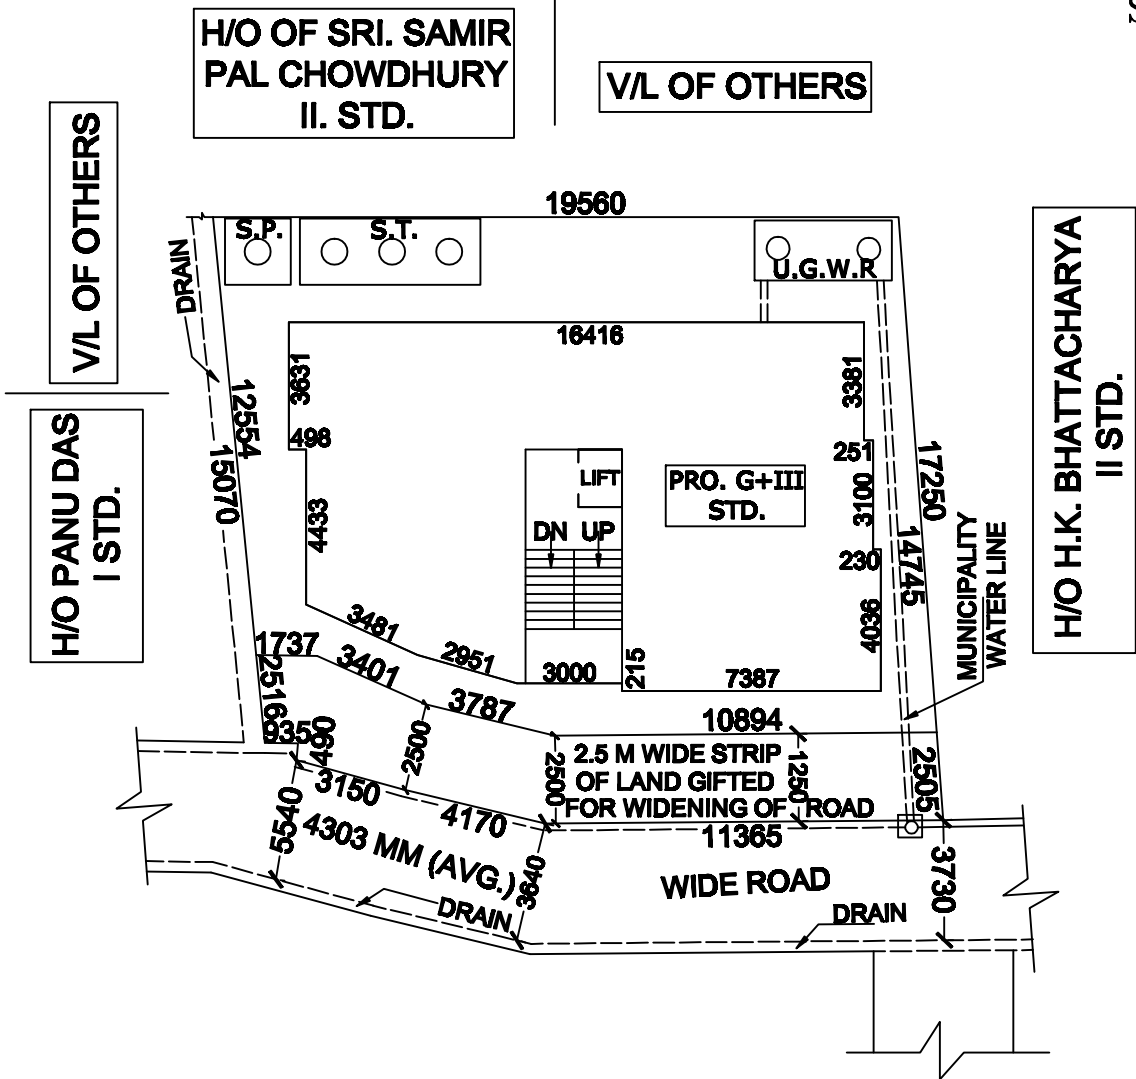 H/O OF SRI. SAMIR
PAL CHOWDHURY
II. STD.
V/L OF OTHERS
V/L OF OTHERS
H/O PANU DAS
I STD.
H/O H.K. BHATTACHARYA
II STD.
19560
S.P.
S.T.
U.G.W.R
DRAIN
16416
3631
3381
12554
498
251
17250
15070
LIFT
PRO. G+III
STD.
4433
3100
DN UP
230
14745
MUNICIPALITY
WATER LINE
3481
4036
1737
2951
3000
215
7387
3401
2516
3787
10894
935
490
2500
2500
2.5 M WIDE STRIP
OF LAND GIFTED
FOR WIDENING OF ROAD
1250
2505
3150
4170
11365
5540
4303 MM (AVG.)
3640
WIDE ROAD
3730
DRAIN
DRAIN